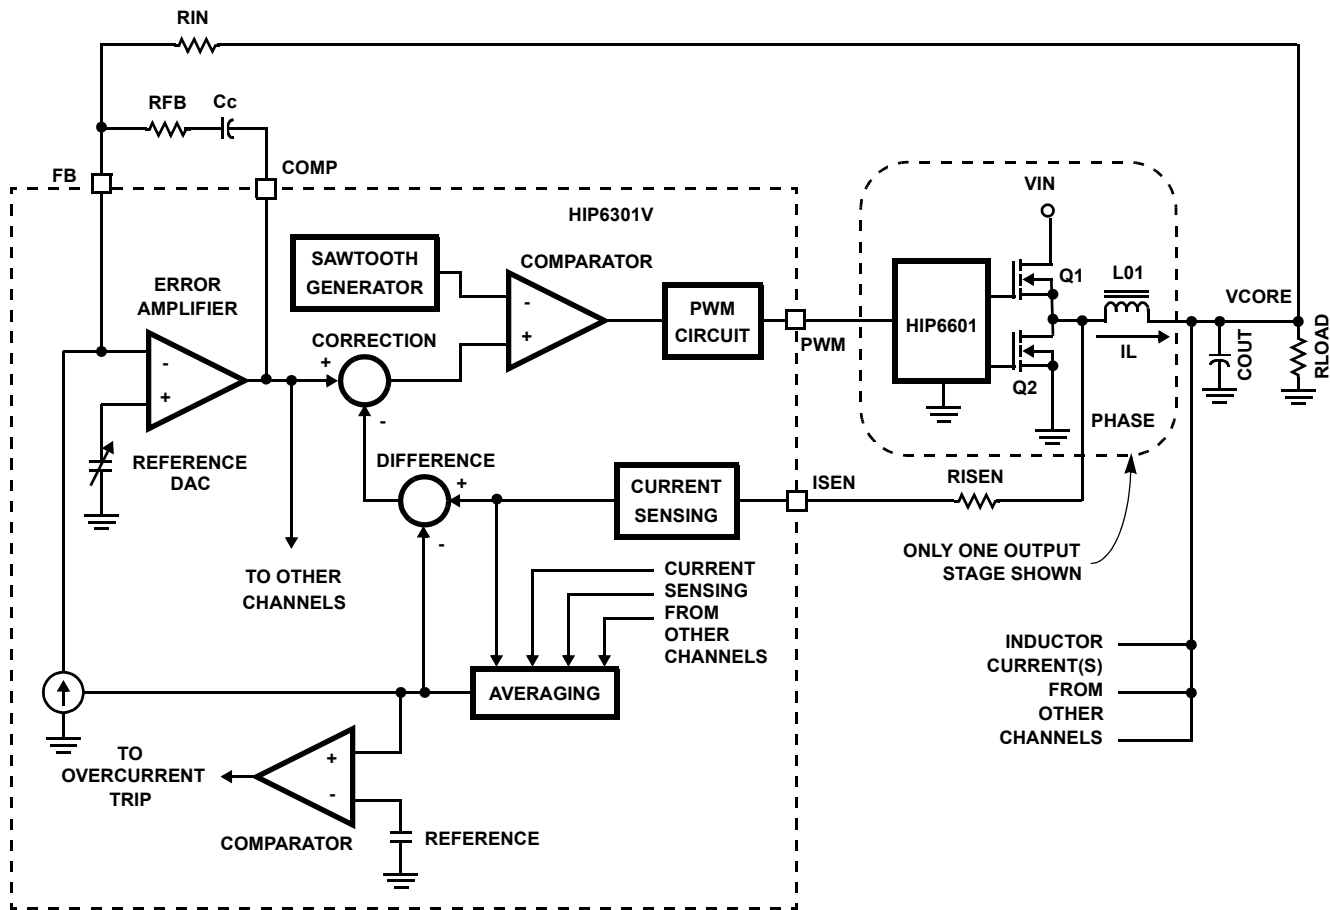 RIN
RFB
Cc
FB
COMP
HIP6301V
VIN
SAWTOOTH
GENERATOR
COMPARATOR
ERROR
AMPLIFIER
-
+
PWM
CIRCUIT
PWM
HIP6601
Q1
Q2
L01
IL
VCORE
COUT
RLOAD
-
+
CORRECTION
+
-
REFERENCE
DAC
PHASE
DIFFERENCE
+
-
CURRENT
SENSING
ISEN
RISEN
ONLY ONE OUTPUT
STAGE SHOWN
TO OTHER
CHANNELS
CURRENT
SENSING
FROM
OTHER
CHANNELS
INDUCTOR
CURRENT(S)
FROM
OTHER
CHANNELS
AVERAGING
TO
OVERCURRENT
TRIP
+
-
COMPARATOR
REFERENCE